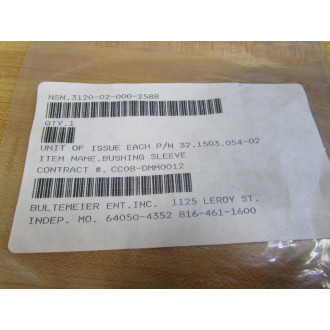 NSN.3120-02-000-2588
QTY.1
UNIT OF ISSUE EACH P/N 32.1503.054-02
ITEM NAME.BUSHING SLEEVE
CONTRACT #. CC08-DMM0012
BULTEMEIER ENT.INC. 1125 LEROY ST.
INDEP. MO. 64050-4352 816-461-1600